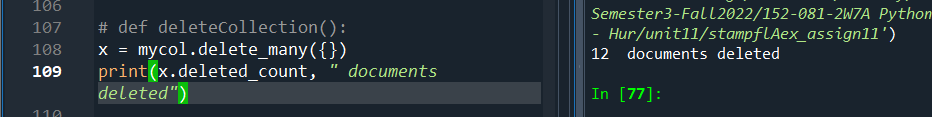 106
107 # def deleteCollection():
108 x = mycol.delete_many({})
109 print(x.deleted_count, " documents
deleted")
110
Semester3-Fall2022/152-081-2W7A Python
- Hur/unit11/stampflAex_assign11')
12  documents deleted
In [77]: